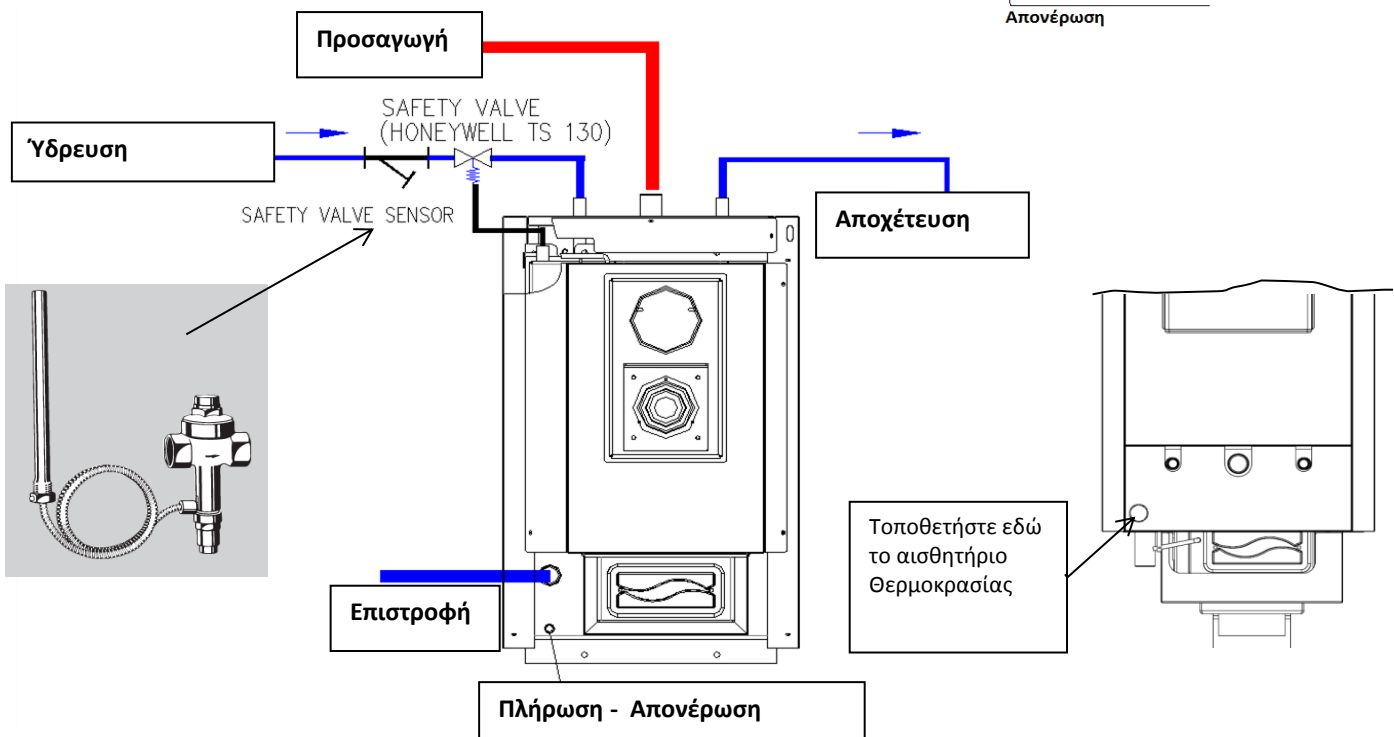 Απονέρωση
Προσαγωγή
SAFETY VALVE
(HONEYWELL TS 130)
Ύδρευση
SAFETY VALVE SENSOR
Αποχέτευση
Τοποθετήστε εδώ
το αισθητήριο
Θερμοκρασίας
Επιστροφή
Πλήρωση - Απονέρωση